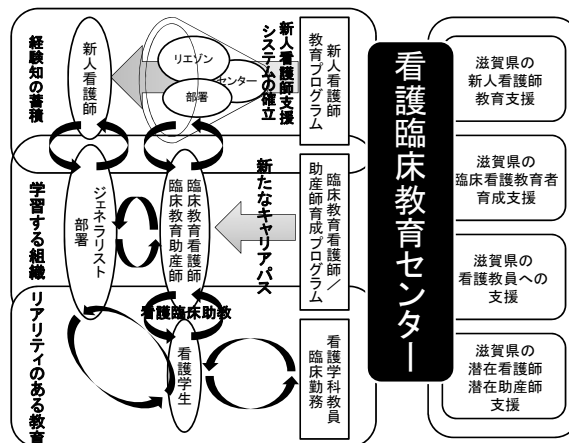 経験知の蓄積
新人看護師
リエゾン
センター
部署
新人看護師支援
システムの確立
新人看護師
教育プログラム
学習する組織
ジェネラリスト
部署
臨床教育看護師
臨床教育助産師
新たなキャリアパス
臨床教育看護師／
助産師育成プログラム
リアリティのある教育
看護臨床助教
看護学生
看護学科教員
臨床勤務
看護臨床教育センター
滋賀県の
新人看護師
教育支援
滋賀県の
臨床看護教育者
育成支援
滋賀県の
看護教員への
支援
滋賀県の
潜在看護師
潜在助産師
支援